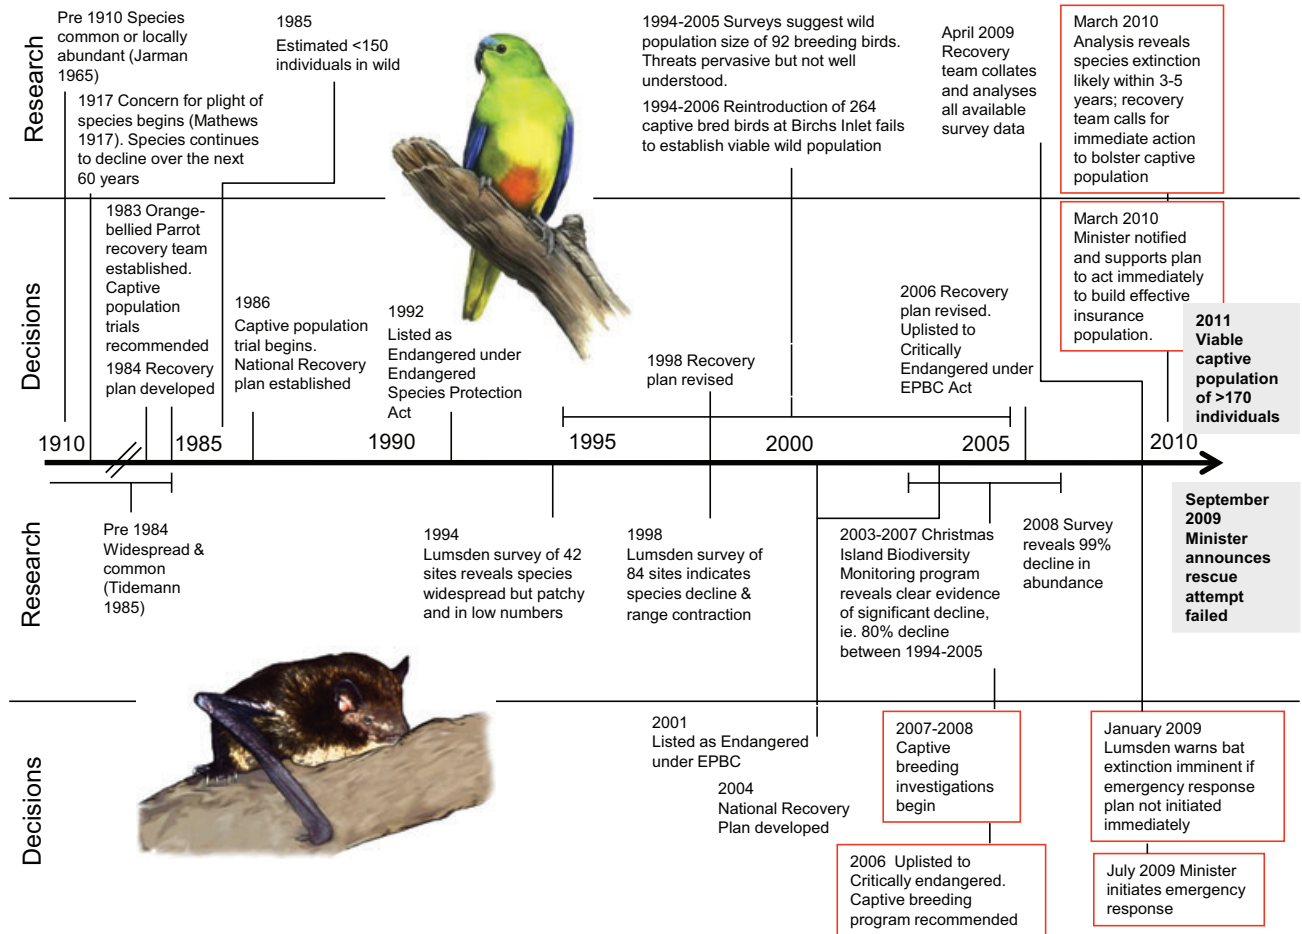 Research
Pre 1910 Species
common or locally
abundant (Jarman
1965)
1917 Concern for plight of
species begins (Mathews
1917). Species continues
to decline over the next
60 years
1985
Estimated <150
individuals in wild
1994-2005 Surveys suggest wild
population size of 92 breeding birds.
Threats pervasive but not well
understood.
1994-2006 Reintroduction of 264
captive bred birds at Birchs Inlet fails
to establish viable wild population
April 2009
Recovery
team collates
and analyses
all available
survey data
March 2010
Analysis reveals
species extinction
likely within 3-5
years; recovery
team calls for
immediate action
to bolster captive
population
Decisions
1983 Orange-
bellied Parrot
recovery team
established.
Captive
population
trials
recommended
1984 Recovery
plan developed
1986
Captive population
trial begins.
National Recovery
plan established
1992
Listed as
Endangered under
Endangered
Species Protection
Act
1998 Recovery
plan revised
2006 Recovery
plan revised.
Uplisted to
Critically
Endangered under
EPBC Act
March 2010
Minister notified
and supports plan
to act immediately
to build effective
insurance
population.
2011
Viable
captive
population
of >170
individuals
1910
1985
1990
1995
2000
2005
2010
Research
Pre 1984
Widespread &
common
(Tidemann
1985)
1994
Lumsden survey of 42
sites reveals species
widespread but patchy
and in low numbers
1998
Lumsden survey of
84 sites indicates
species decline &
range contraction
2003-2007 Christmas
Island Biodiversity
Monitoring program
reveals clear evidence
of significant decline,
ie. 80% decline
between 1994-2005
2008 Survey
reveals 99%
decline in
abundance
September
2009
Minister
announces
rescue
attempt
failed
Decisions
2001
Listed as Endangered
under EPBC
2004
National Recovery
Plan developed
2007-2008
Captive
breeding
investigations
begin
2006 Uplisted to
Critically endangered.
Captive breeding
program recommended
January 2009
Lumsden warns bat
extinction imminent if
emergency response
plan not initiated
immediately
July 2009 Minister
initiates emergency
response